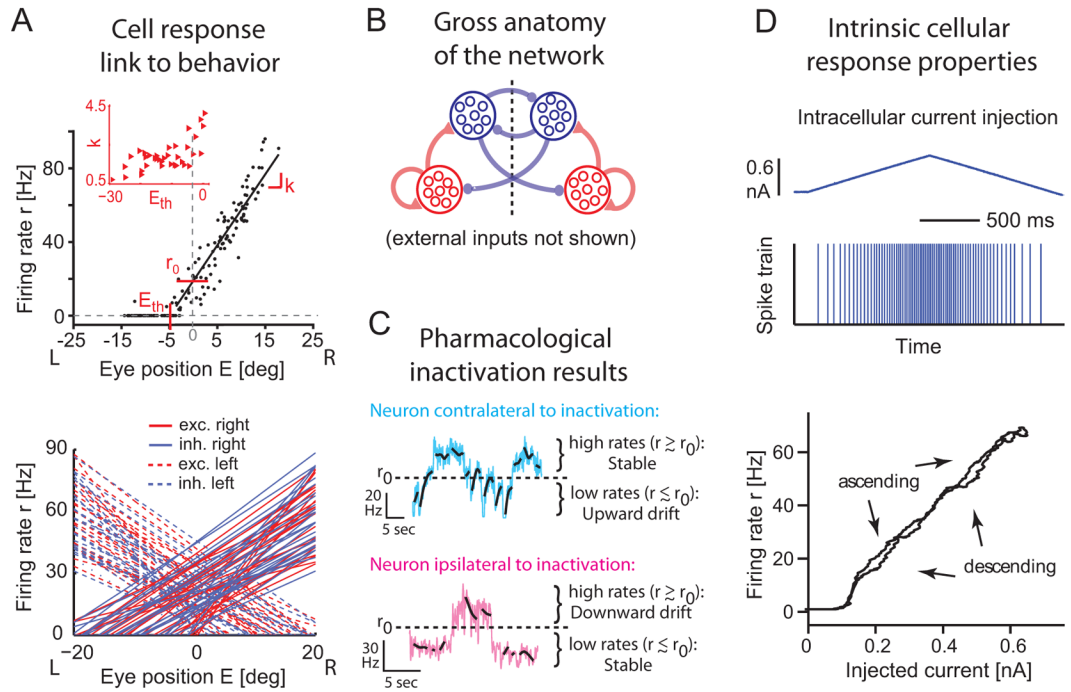 A
Cell response
link to behavior
4.5
k
0.5
-30
E_th
0
80
40
0
Firing rate r [Hz]
r_0
E_th
k
-25
-15
-5
0
5
15
25
L
Eye position E [deg]
R
exc. right
inh. right
exc. left
inh. left
90
60
30
0
Firing rate r [Hz]
−20
0
20
L
Eye position E [deg]
R
B
Gross anatomy
of the network
(external inputs not shown)
C
Pharmacological
inactivation results
Neuron contralateral to inactivation:
r_0
20
Hz
5 sec
high rates (r ≳ r_0):
Stable
low rates (r ≲ r_0):
Upward drift
Neuron ipsilateral to inactivation:
r_0
30
Hz
5 sec
high rates (r ≳ r_0):
Downward drift
low rates (r ≲ r_0):
Stable
D
Intrinsic cellular
response properties
Intracellular current injection
0.6
nA
500 ms
Spike train
Time
60
40
20
0
Firing rate r [Hz]
ascending
descending
0
0.2
0.4
0.6
Injected current [nA]